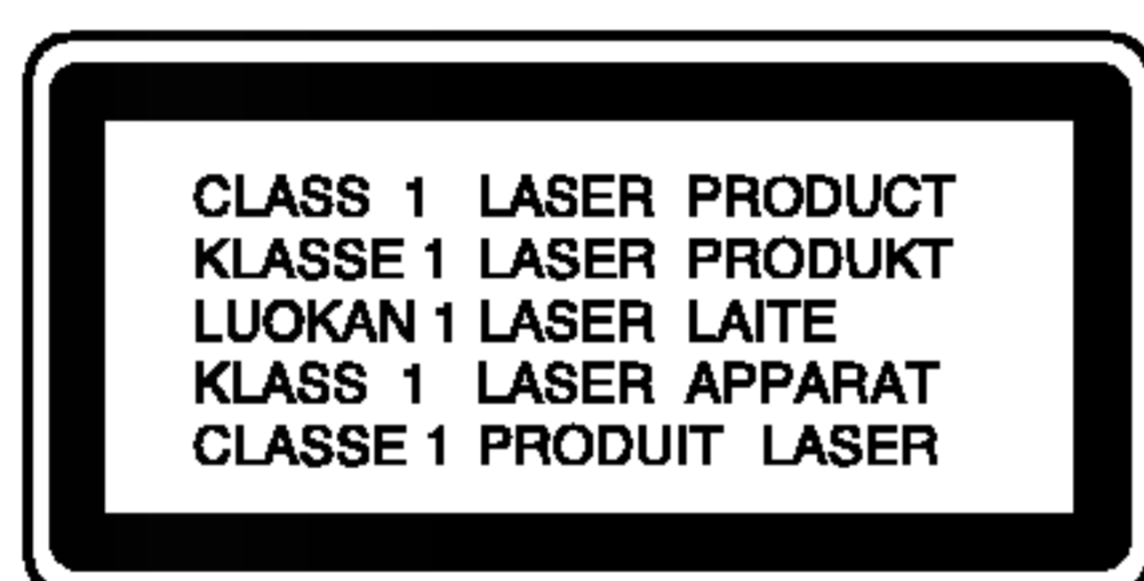 CLASS 1 LASER PRODUCT
KLASSE 1 LASER PRODUKT
LUOKAN 1 LASER LAITE
KLASS 1 LASER APPARAT
CLASSE 1 PRODUIT LASER